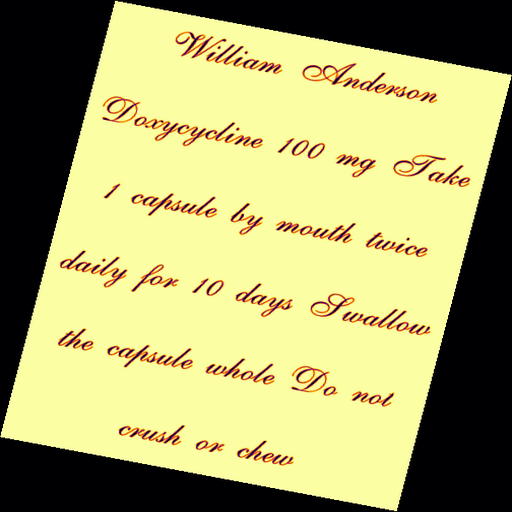 William Anderson
Doxycycline 100 mg Take
1 capsule by mouth twice
daily for 10 days Swallow
the capsule whole Do not
crush or chew